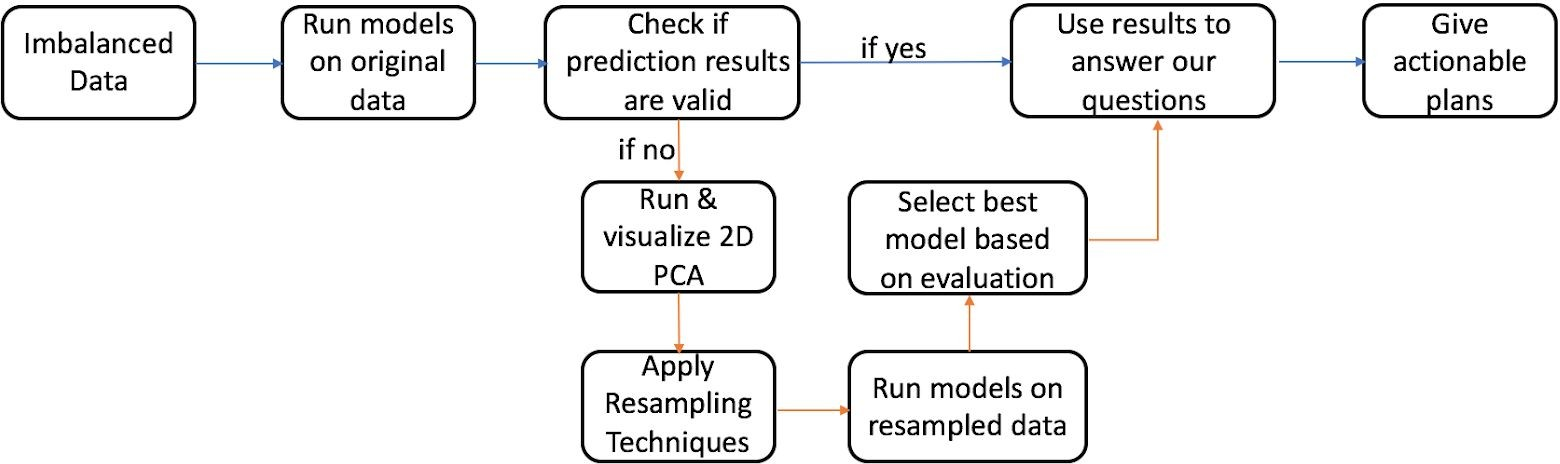 Imbalanced
Data
Run models
on original
data
Check if
prediction results
are valid
if yes
Use results to
answer our
questions
Give
actionable
plans
if no
Run &
visualize 2D
PCA
Select best
model based
on evaluation
Apply
Resampling
Techniques
Run models on
resampled data